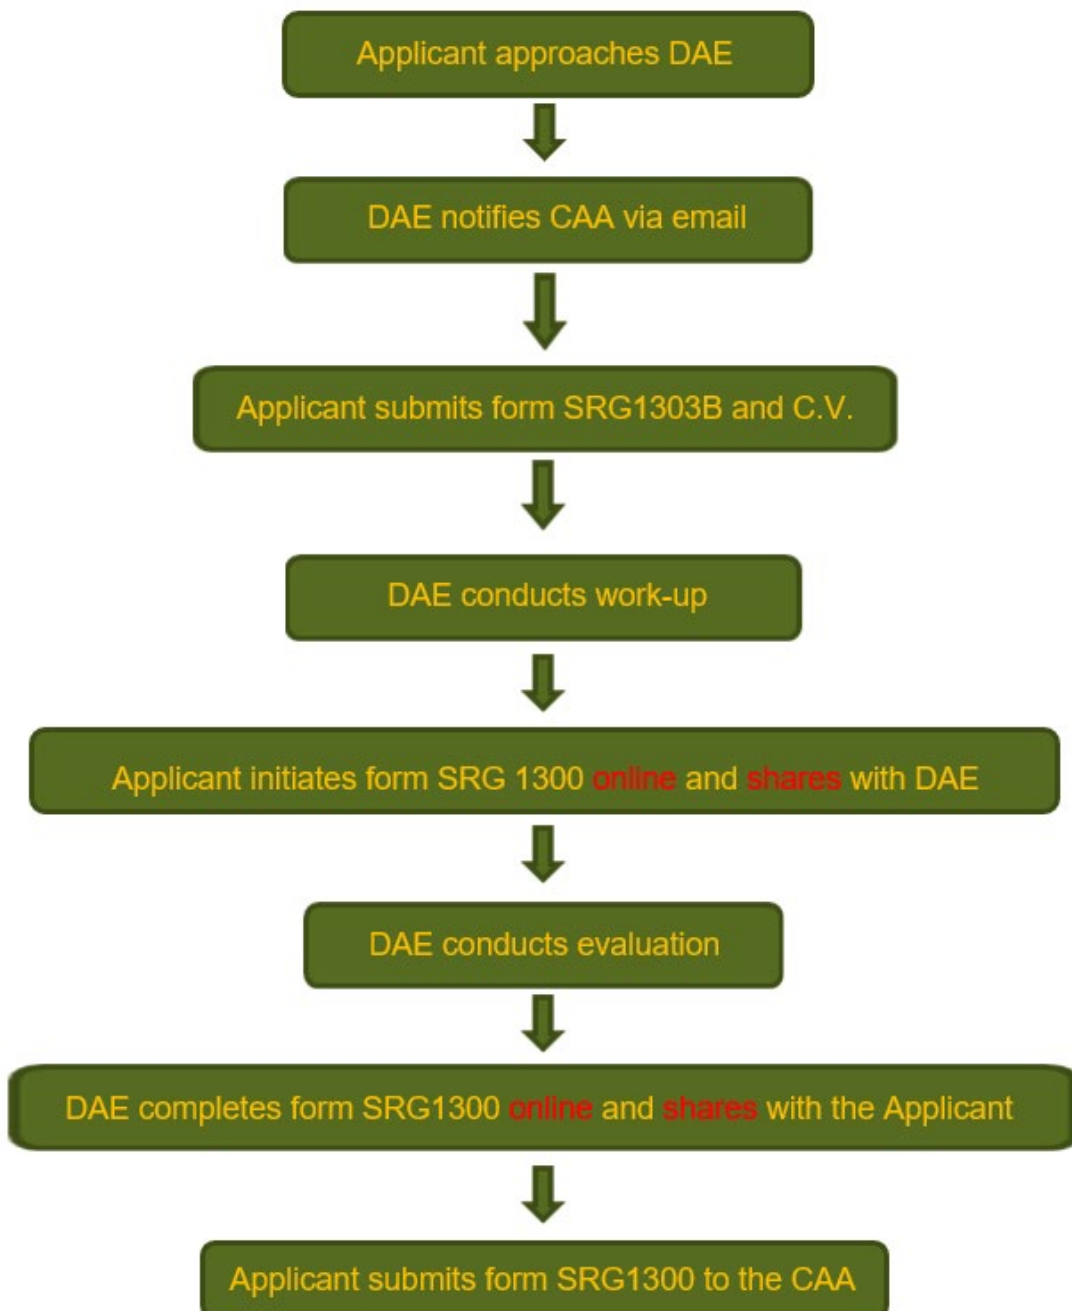 Applicant approaches DAE
DAE notifies CAA via email
Applicant submits form SRG1303B and C.V.
DAE conducts work-up
Applicant initiates form SRG 1300 online and shares with DAE
DAE conducts evaluation
DAE completes form SRG1300 online and shares with the Applicant
Applicant submits form SRG1300 to the CAA